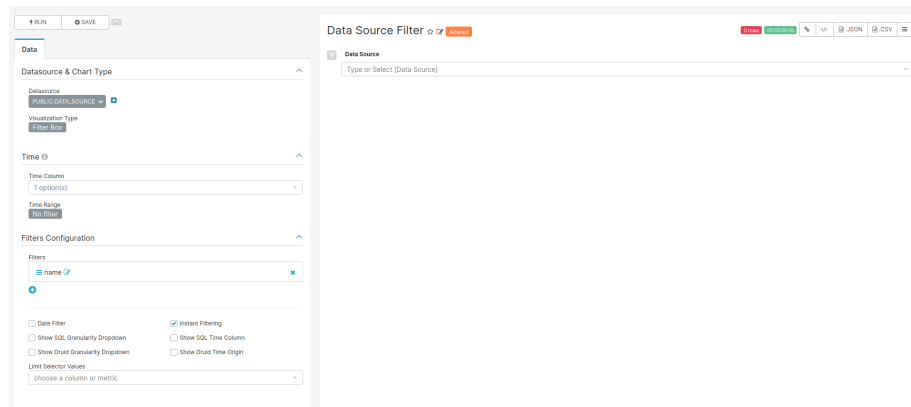 RUN
SAVE
Data
Datasource & Chart Type
Datasource
PUBLIC.DATA_SOURCE
Visualization Type
Filter Box
Time
Time Column
1 option(s)
Time Range
No filter
Filters Configuration
Filters
name
Date Filter
Instant Filtering
Show SQL Granularity Dropdown
Show SQL Time Column
Show Druid Granularity Dropdown
Show Druid Time Origin
Limit Selector Values
choose a column or metric
Data Source Filter
Altered
0 rows
.JSON
.CSV
Data Source
Type or Select [Data Source]